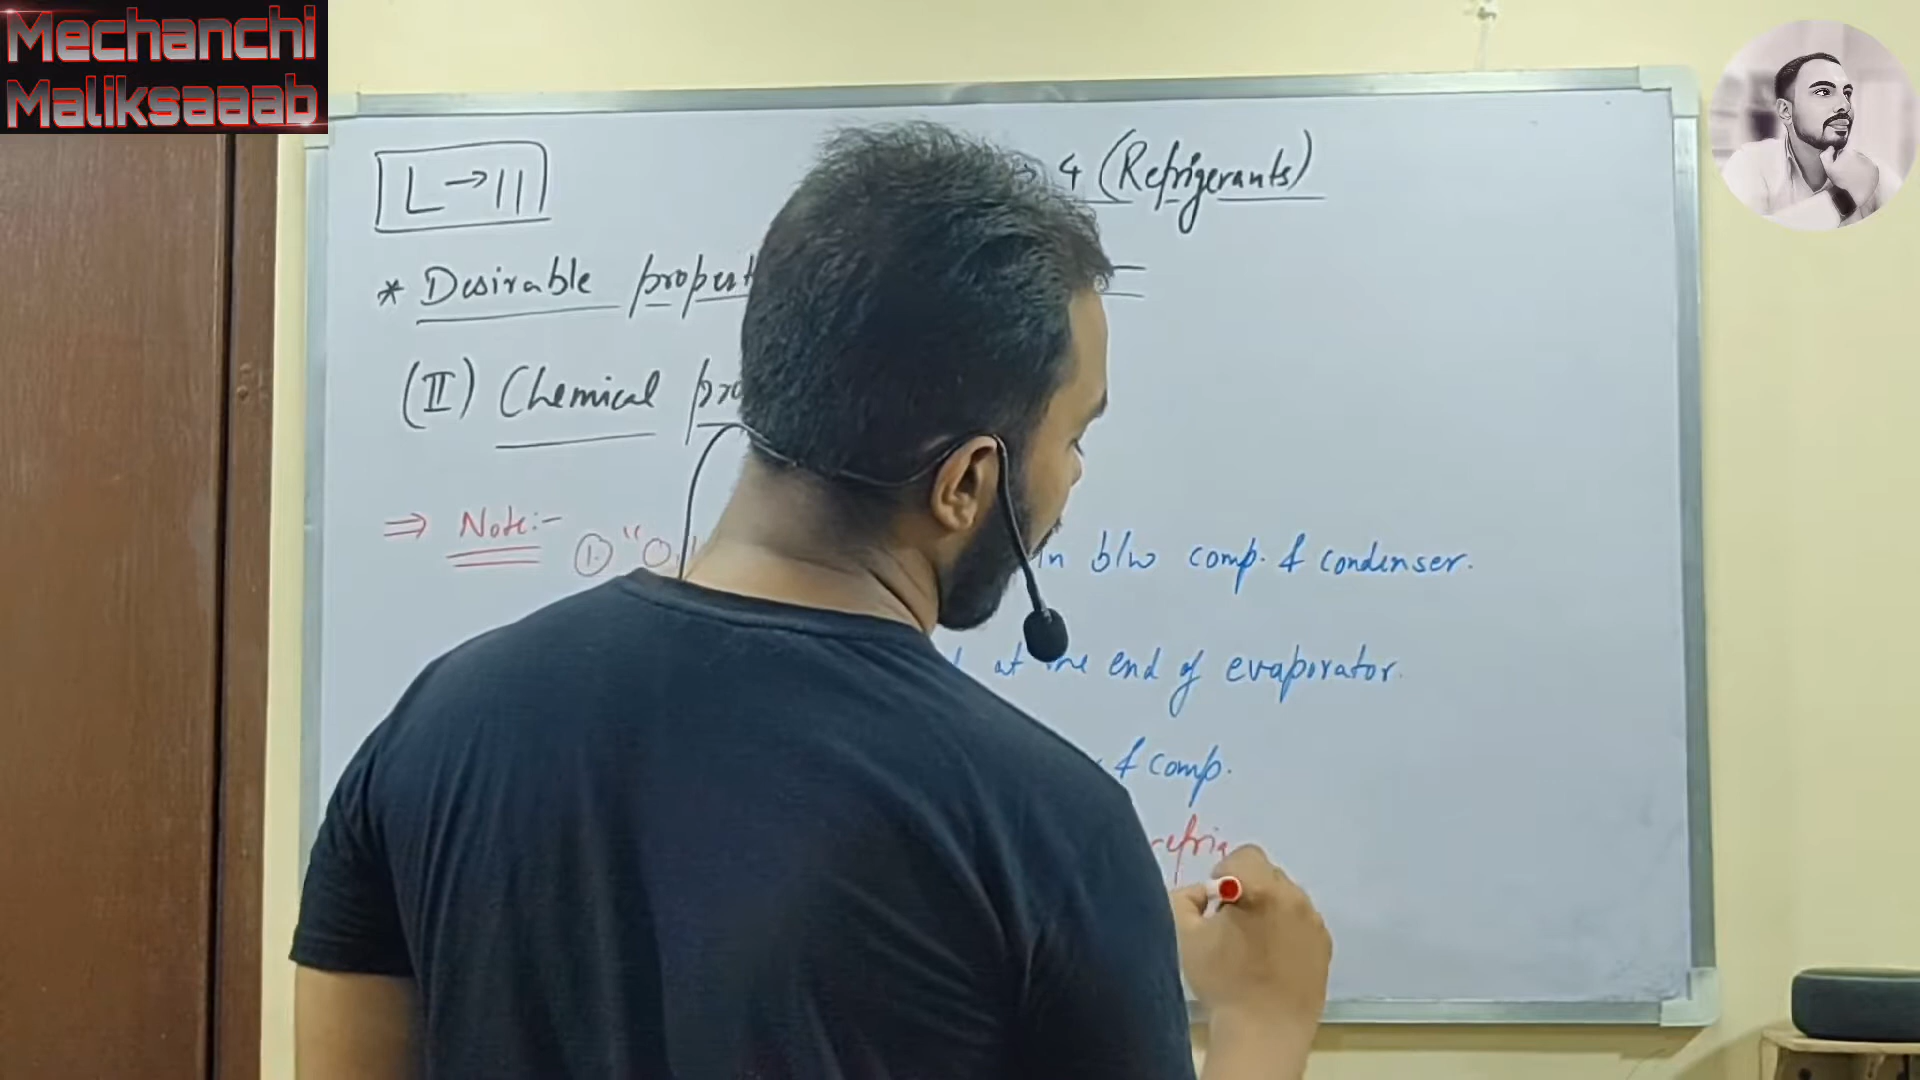 Mechanchi
Maliksaaab
L→11
4 (Refrigerants)
* Desirable propert
(II) Chemical pro
⇒ Note:-
1. "Oil
in b/w comp. & condenser.
at the end of evaporator.
& comp.
refrig